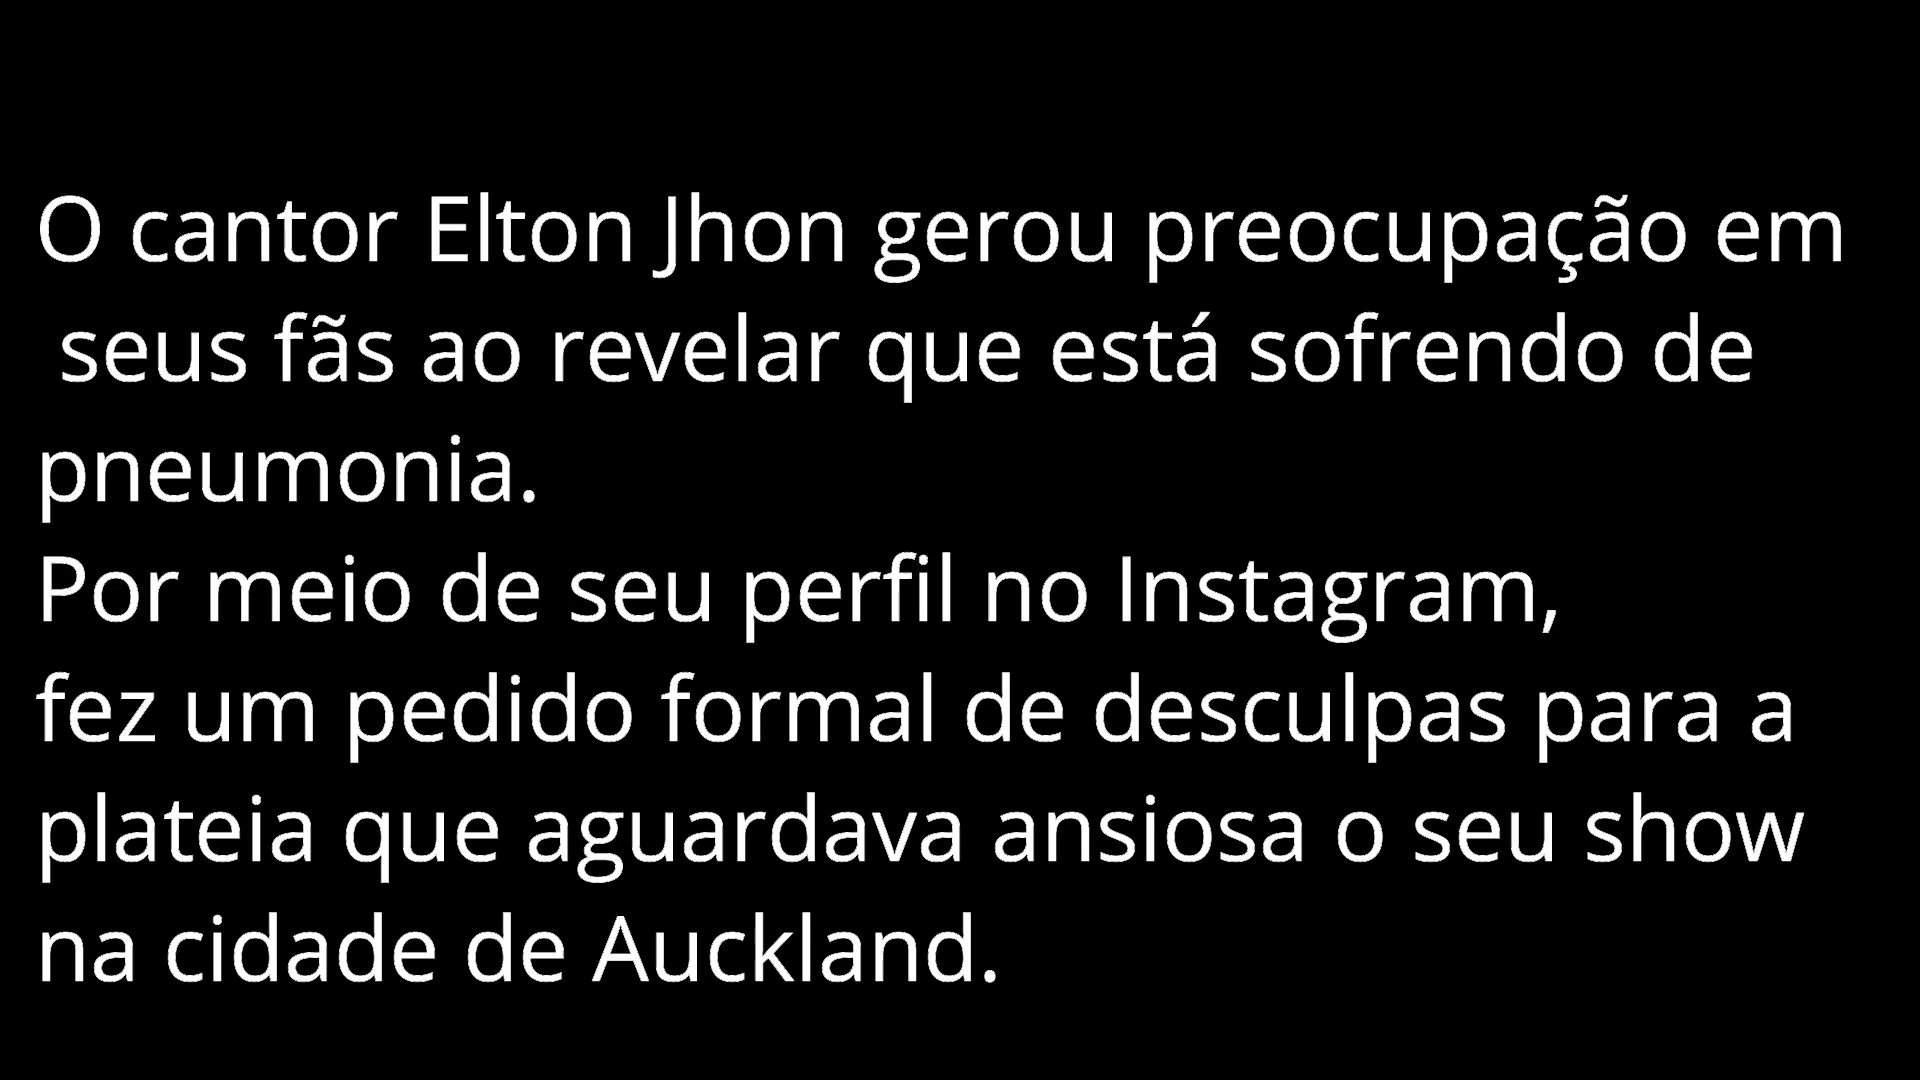 O cantor Elton Jhon gerou preocupação em
seus fãs ao revelar que está sofrendo de
pneumonia.
Por meio de seu perfil no Instagram,
fez um pedido formal de desculpas para a
plateia que aguardava ansiosa o seu show
na cidade de Auckland.